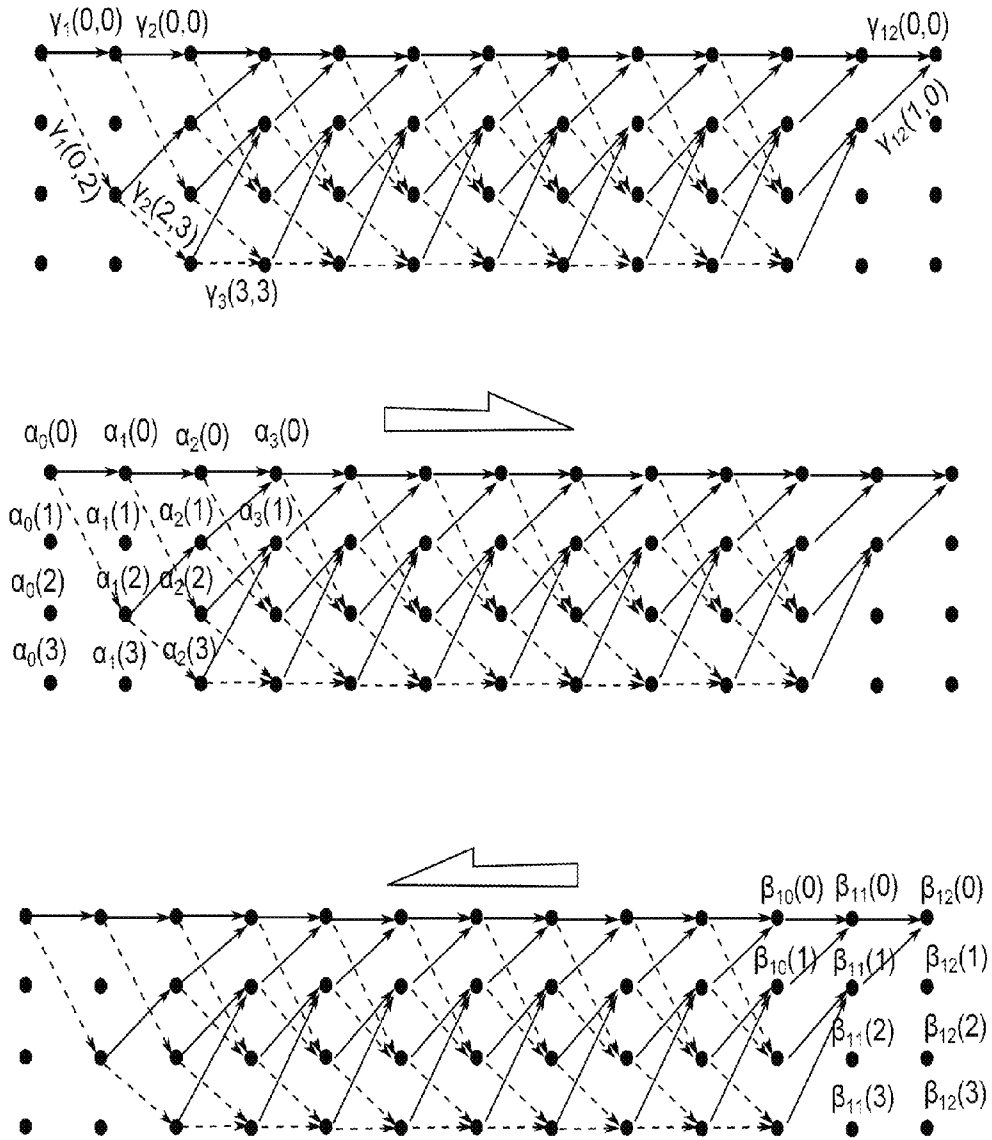 γ₁(0,0) γ₂(0,0) γ₁₂(0,0)
γ₁(0,2) γ₂(2,3) γ₁₂(1,0)
γ₃(3,3)
α₀(0) α₁(0) α₂(0) α₃(0)
α₀(1) α₁(1) α₂(1) α₃(1)
α₀(2) α₁(2) α₂(2)
α₀(3) α₁(3) α₂(3)
β₁₀(0) β₁₁(0) β₁₂(0)
β₁₀(1) β₁₁(1) β₁₂(1)
β₁₁(2) β₁₂(2)
β₁₁(3) β₁₂(3)